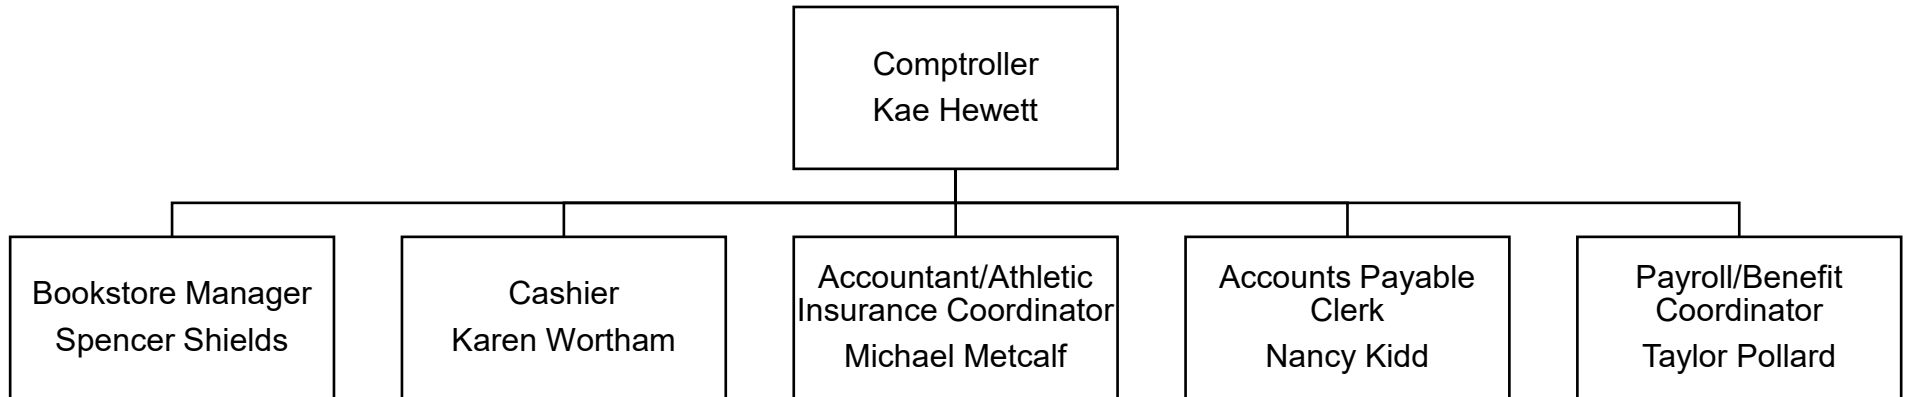 Comptroller
Kae Hewett
Bookstore Manager
Spencer Shields
Cashier
Karen Wortham
Accountant/Athletic
Insurance Coordinator
Michael Metcalf
Accounts Payable
Clerk
Nancy Kidd
Payroll/Benefit
Coordinator
Taylor Pollard